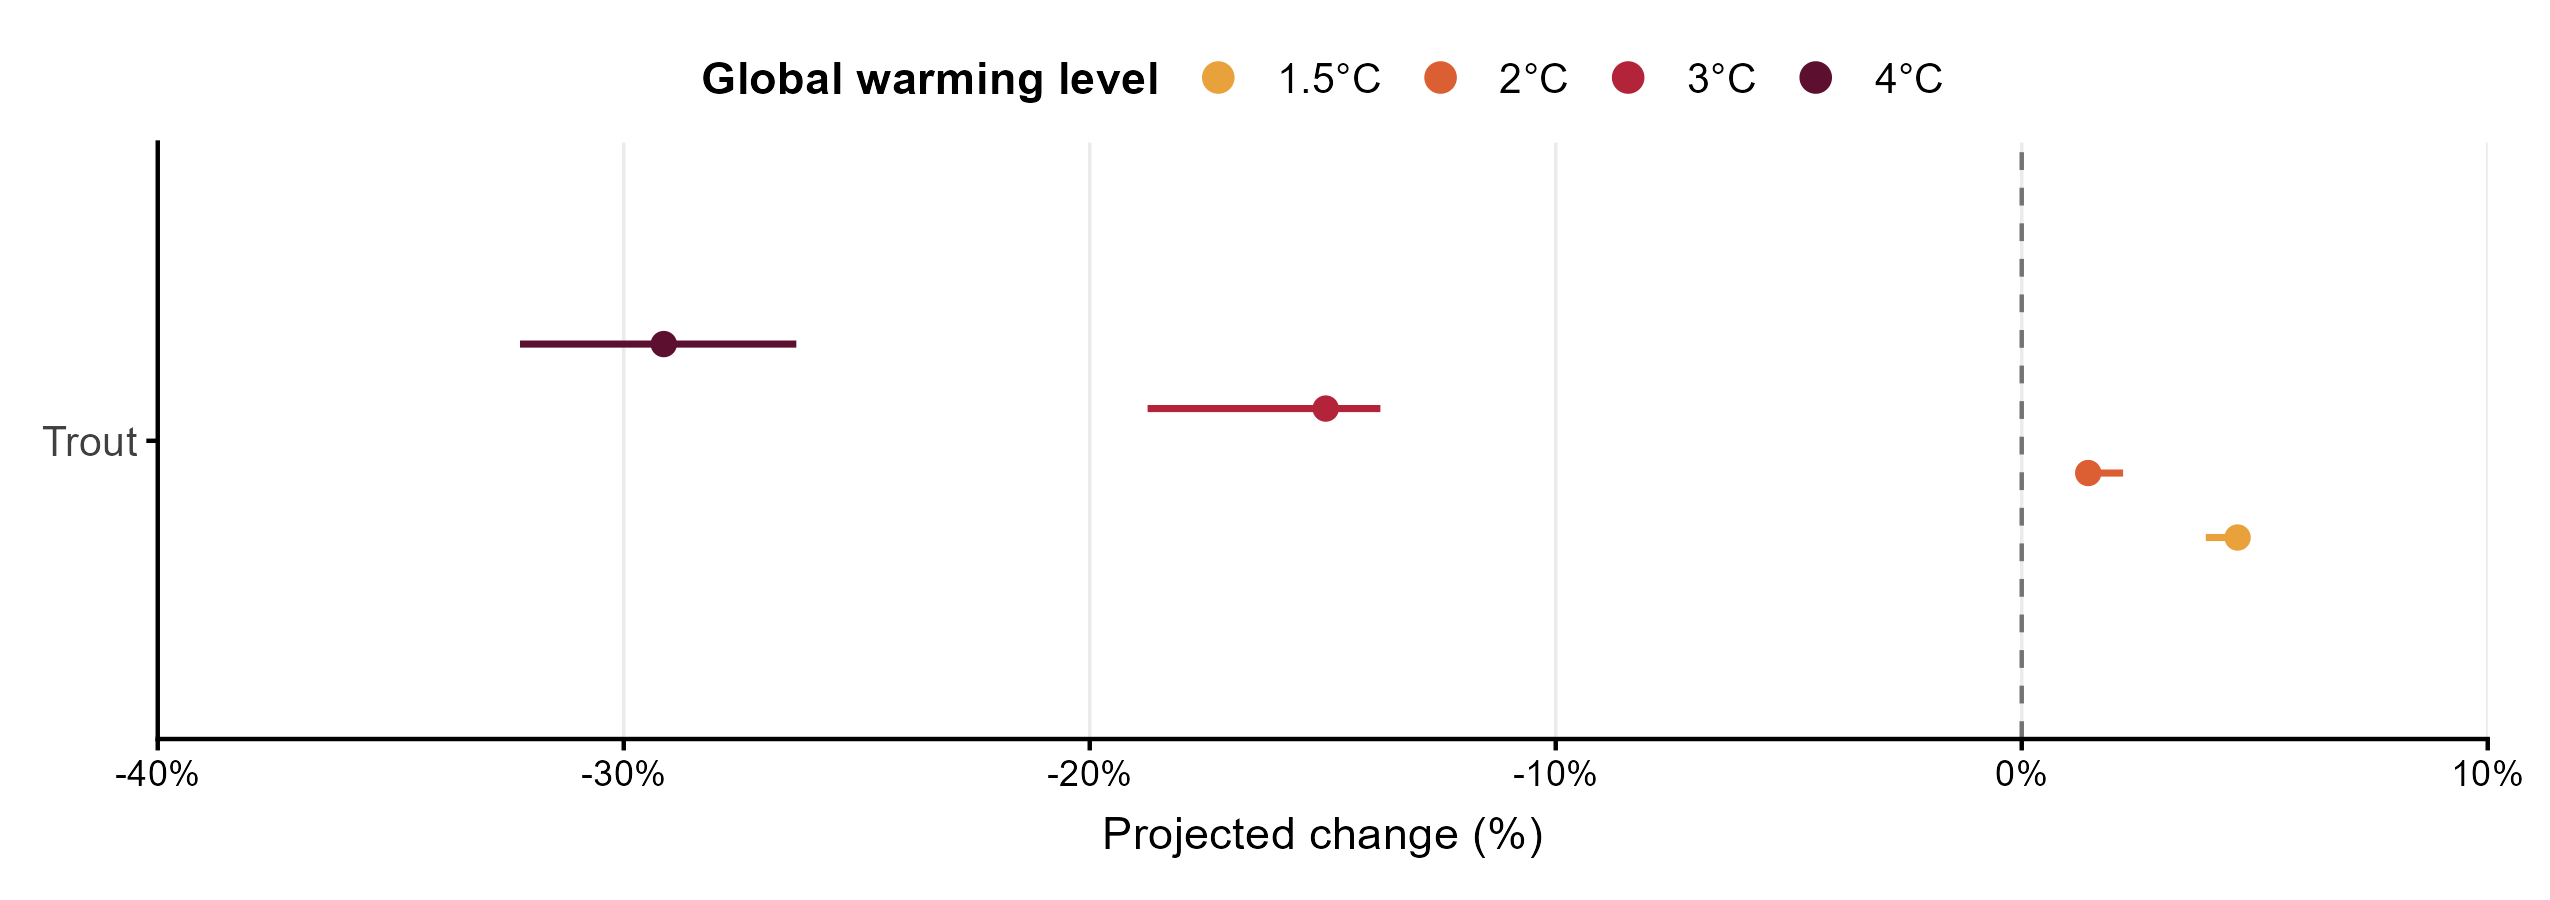 Global warming level 1.5°C 2°C 3°C 4°C
Trout
-40% -30% -20% -10% 0% 10%
Projected change (%)